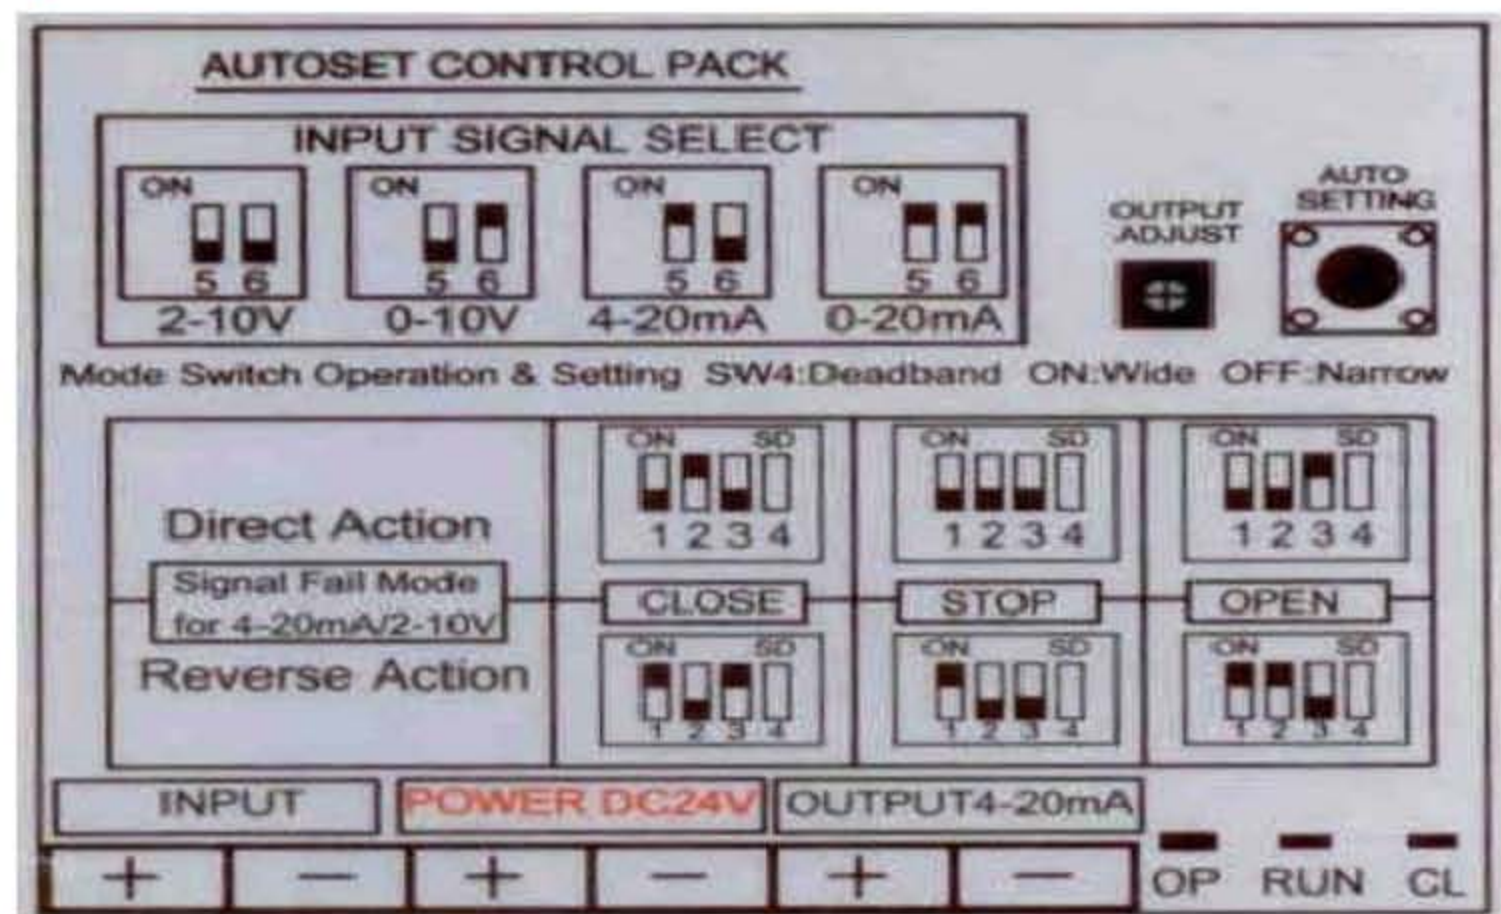 AUTOSET CONTROL PACK
INPUT SIGNAL SELECT
ON ON ON ON
5 6 5 6 5 6 5 6
2-10V 0-10V 4-20mA 0-20mA
OUTPUT
ADJUST
AUTO
SETTING
Mode Switch Operation & Setting SW4:Deadband ON:Wide OFF:Narrow
ON SD ON SD ON SD
1 2 3 4 1 2 3 4 1 2 3 4
Direct Action
Signal Fail Mode
for 4-20mA/2-10V
CLOSE STOP OPEN
Reverse Action
ON SD ON SD ON SD
1 2 3 4 1 2 3 4 1 2 3 4
INPUT POWER DC24V OUTPUT4-20mA
+ − + − + − OP RUN CL